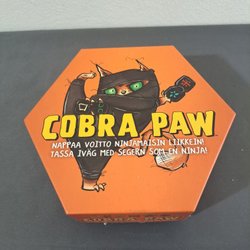 COBRA PAW
NAPPAA VOITTO NINJAMAISIN LIIKKEIN!
TASSA IVÄG MED SEGERN SOM EN NINJA!
COBRA PAW